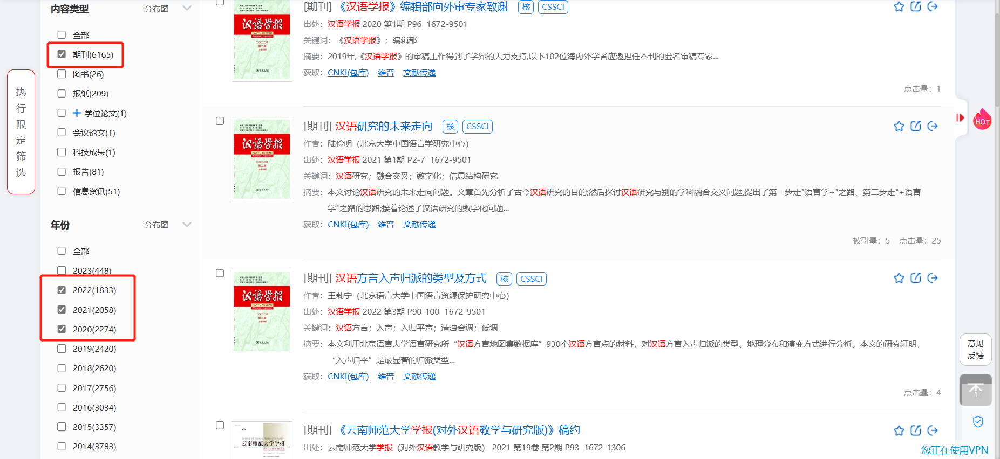 执
行
限
定
筛
选
内容类型 分布图
全部
期刊(6165)
图书(26)
报纸(209)
学位论文(1)
会议论文(1)
科技成果(1)
报告(81)
信息资讯(51)
年份 分布图
全部
2023(448)
2022(1833)
2021(2058)
2020(2274)
2019(2420)
2018(2620)
2017(2756)
2016(3034)
2015(3357)
2014(3783)
[期刊] 《汉语学报》编辑部向外审专家致谢 核 CSSCI
汉语学报
HANYU XUEBAO
二〇二二年
第二期
出处：汉语学报 2020 第1期 P96 1672-9501
关键词：《汉语学报》；编辑部
摘要：2019年,《汉语学报》的审稿工作得到了学界的大力支持,以下102位海内外学者应邀担任本刊的匿名审稿专家...
获取：CNKI(包库) 维普 文献传递
点击量：1
[期刊] 汉语研究的未来走向 核 CSSCI
汉语学报
HANYU XUEBAO
二〇二二年
第二期
作者：陆俭明（北京大学中国语言学研究中心）
出处：汉语学报 2021 第1期 P2-7 1672-9501
关键词：汉语研究；融合交叉；数字化；信息结构研究
摘要：本文讨论汉语研究的未来走向问题。文章首先分析了古今汉语研究的目的;然后探讨汉语研究与别的学科融合交叉问题,提出了第一步走"语言学+"之路、第二步走"+语言
学"之路的思路;接着论述了汉语研究的数字化问题...
获取：CNKI(包库) 维普 文献传递
被引量：5 点击量：25
[期刊] 汉语方言入声归派的类型及方式 核 CSSCI
汉语学报
HANYU XUEBAO
二〇二二年
第二期
作者：王莉宁（北京语言大学中国语言资源保护研究中心）
出处：汉语学报 2022 第3期 P90-100 1672-9501
关键词：汉语方言；入声；入归平声；清浊合调；低调
摘要：本文利用北京语言大学语言研究所“汉语方言地图集数据库”930个汉语方言点的材料，对汉语方言入声归派的类型、地理分布和演变方式进行分析。本文的研究证明，
“入声归平”是最显著的归派类型...
获取：CNKI(包库) 维普 文献传递
点击量：4
[期刊] 《云南师范大学学报(对外汉语教学与研究版)》稿约
云南师范大学学报
出处：云南师范大学学报（对外汉语教学与研究版） 2021 第19卷 第2期 P93 1672-1306
HOT
意见
反馈
您正在使用VPN